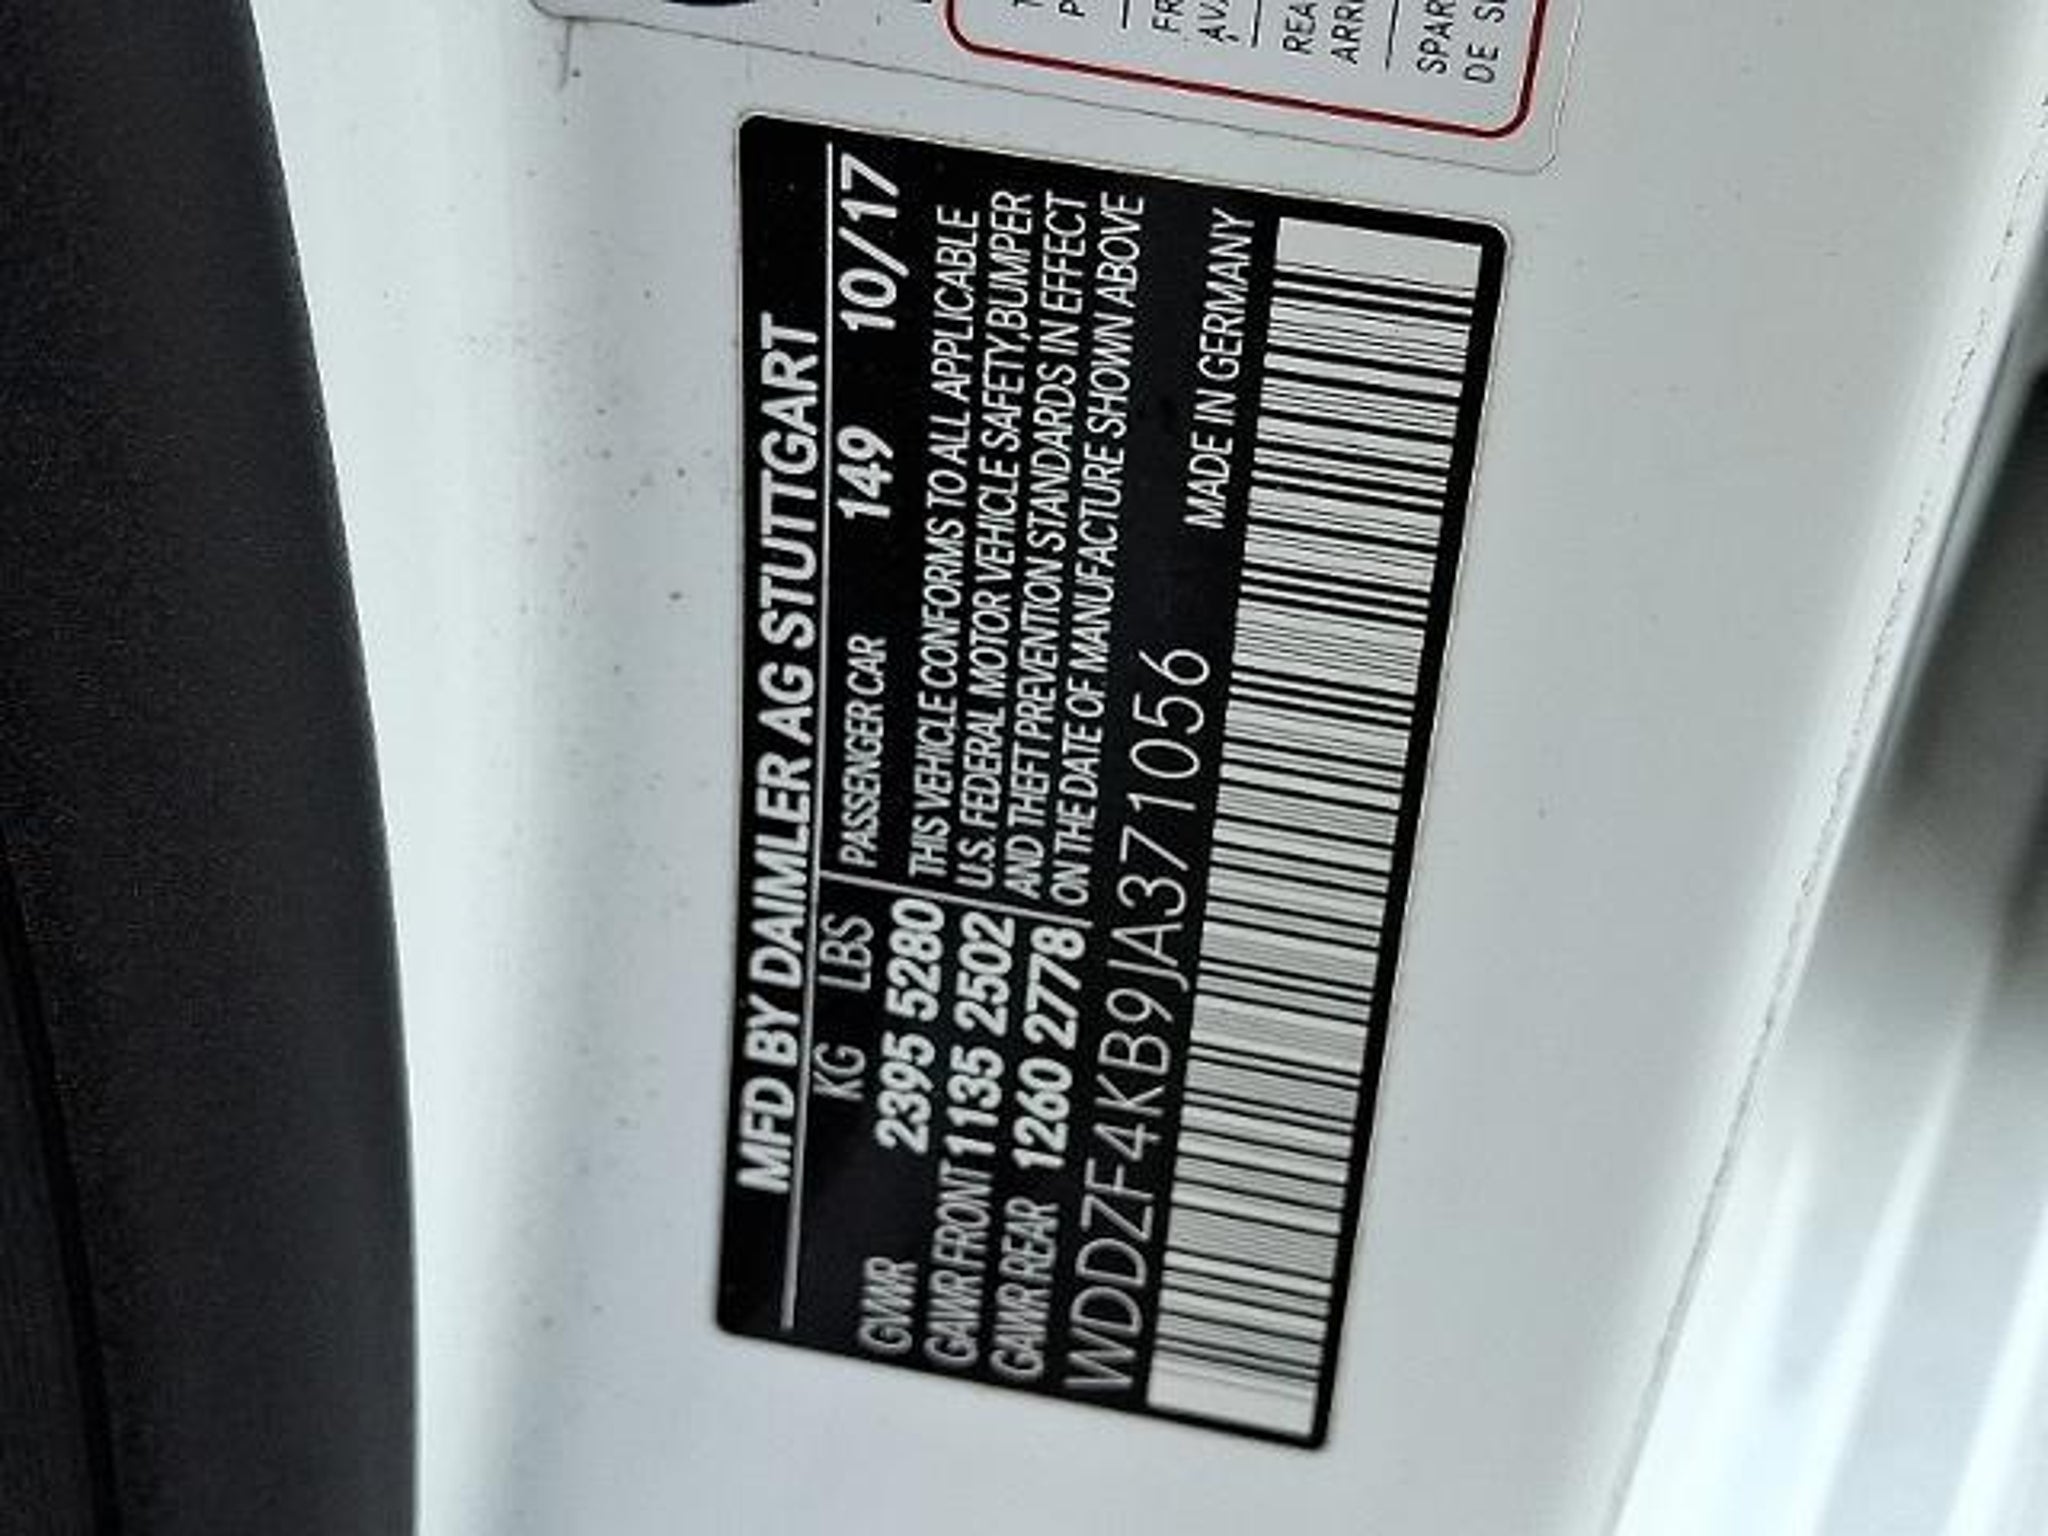 MFD BY DAIMLER AG STUTTGART
KG LBS PASSENGER CAR 149 10/17
GVWR 2395 5280
GAWR FRONT 1135 2502
GAWR REAR 1260 2778
THIS VEHICLE CONFORMS TO ALL APPLICABLE
U.S. FEDERAL MOTOR VEHICLE SAFETY, BUMPER
AND THEFT PREVENTION STANDARDS IN EFFECT
ON THE DATE OF MANUFACTURE SHOWN ABOVE
WDDZF4KB9JA371056
MADE IN GERMANY